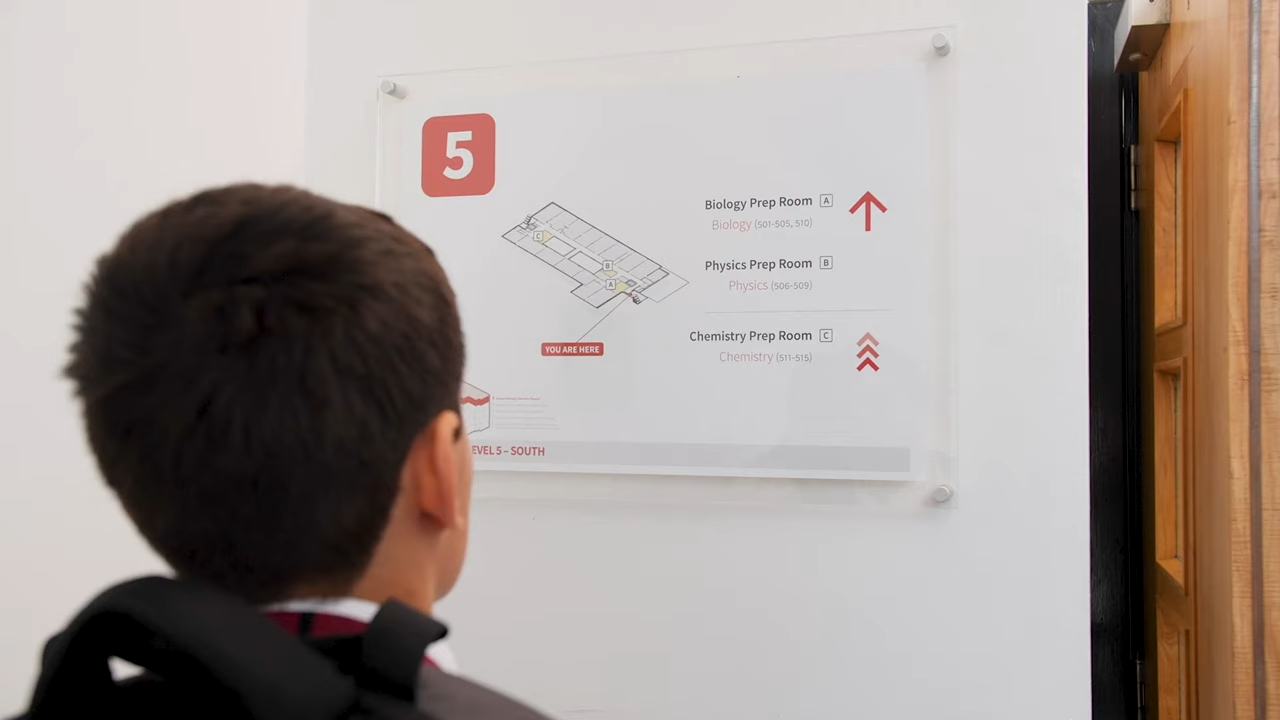 5
Biology Prep Room A
Biology (501-505, 510)
Physics Prep Room B
Physics (506-509)
Chemistry Prep Room C
Chemistry (511-515)
C
B
A
YOU ARE HERE
EVEL 5 – SOUTH